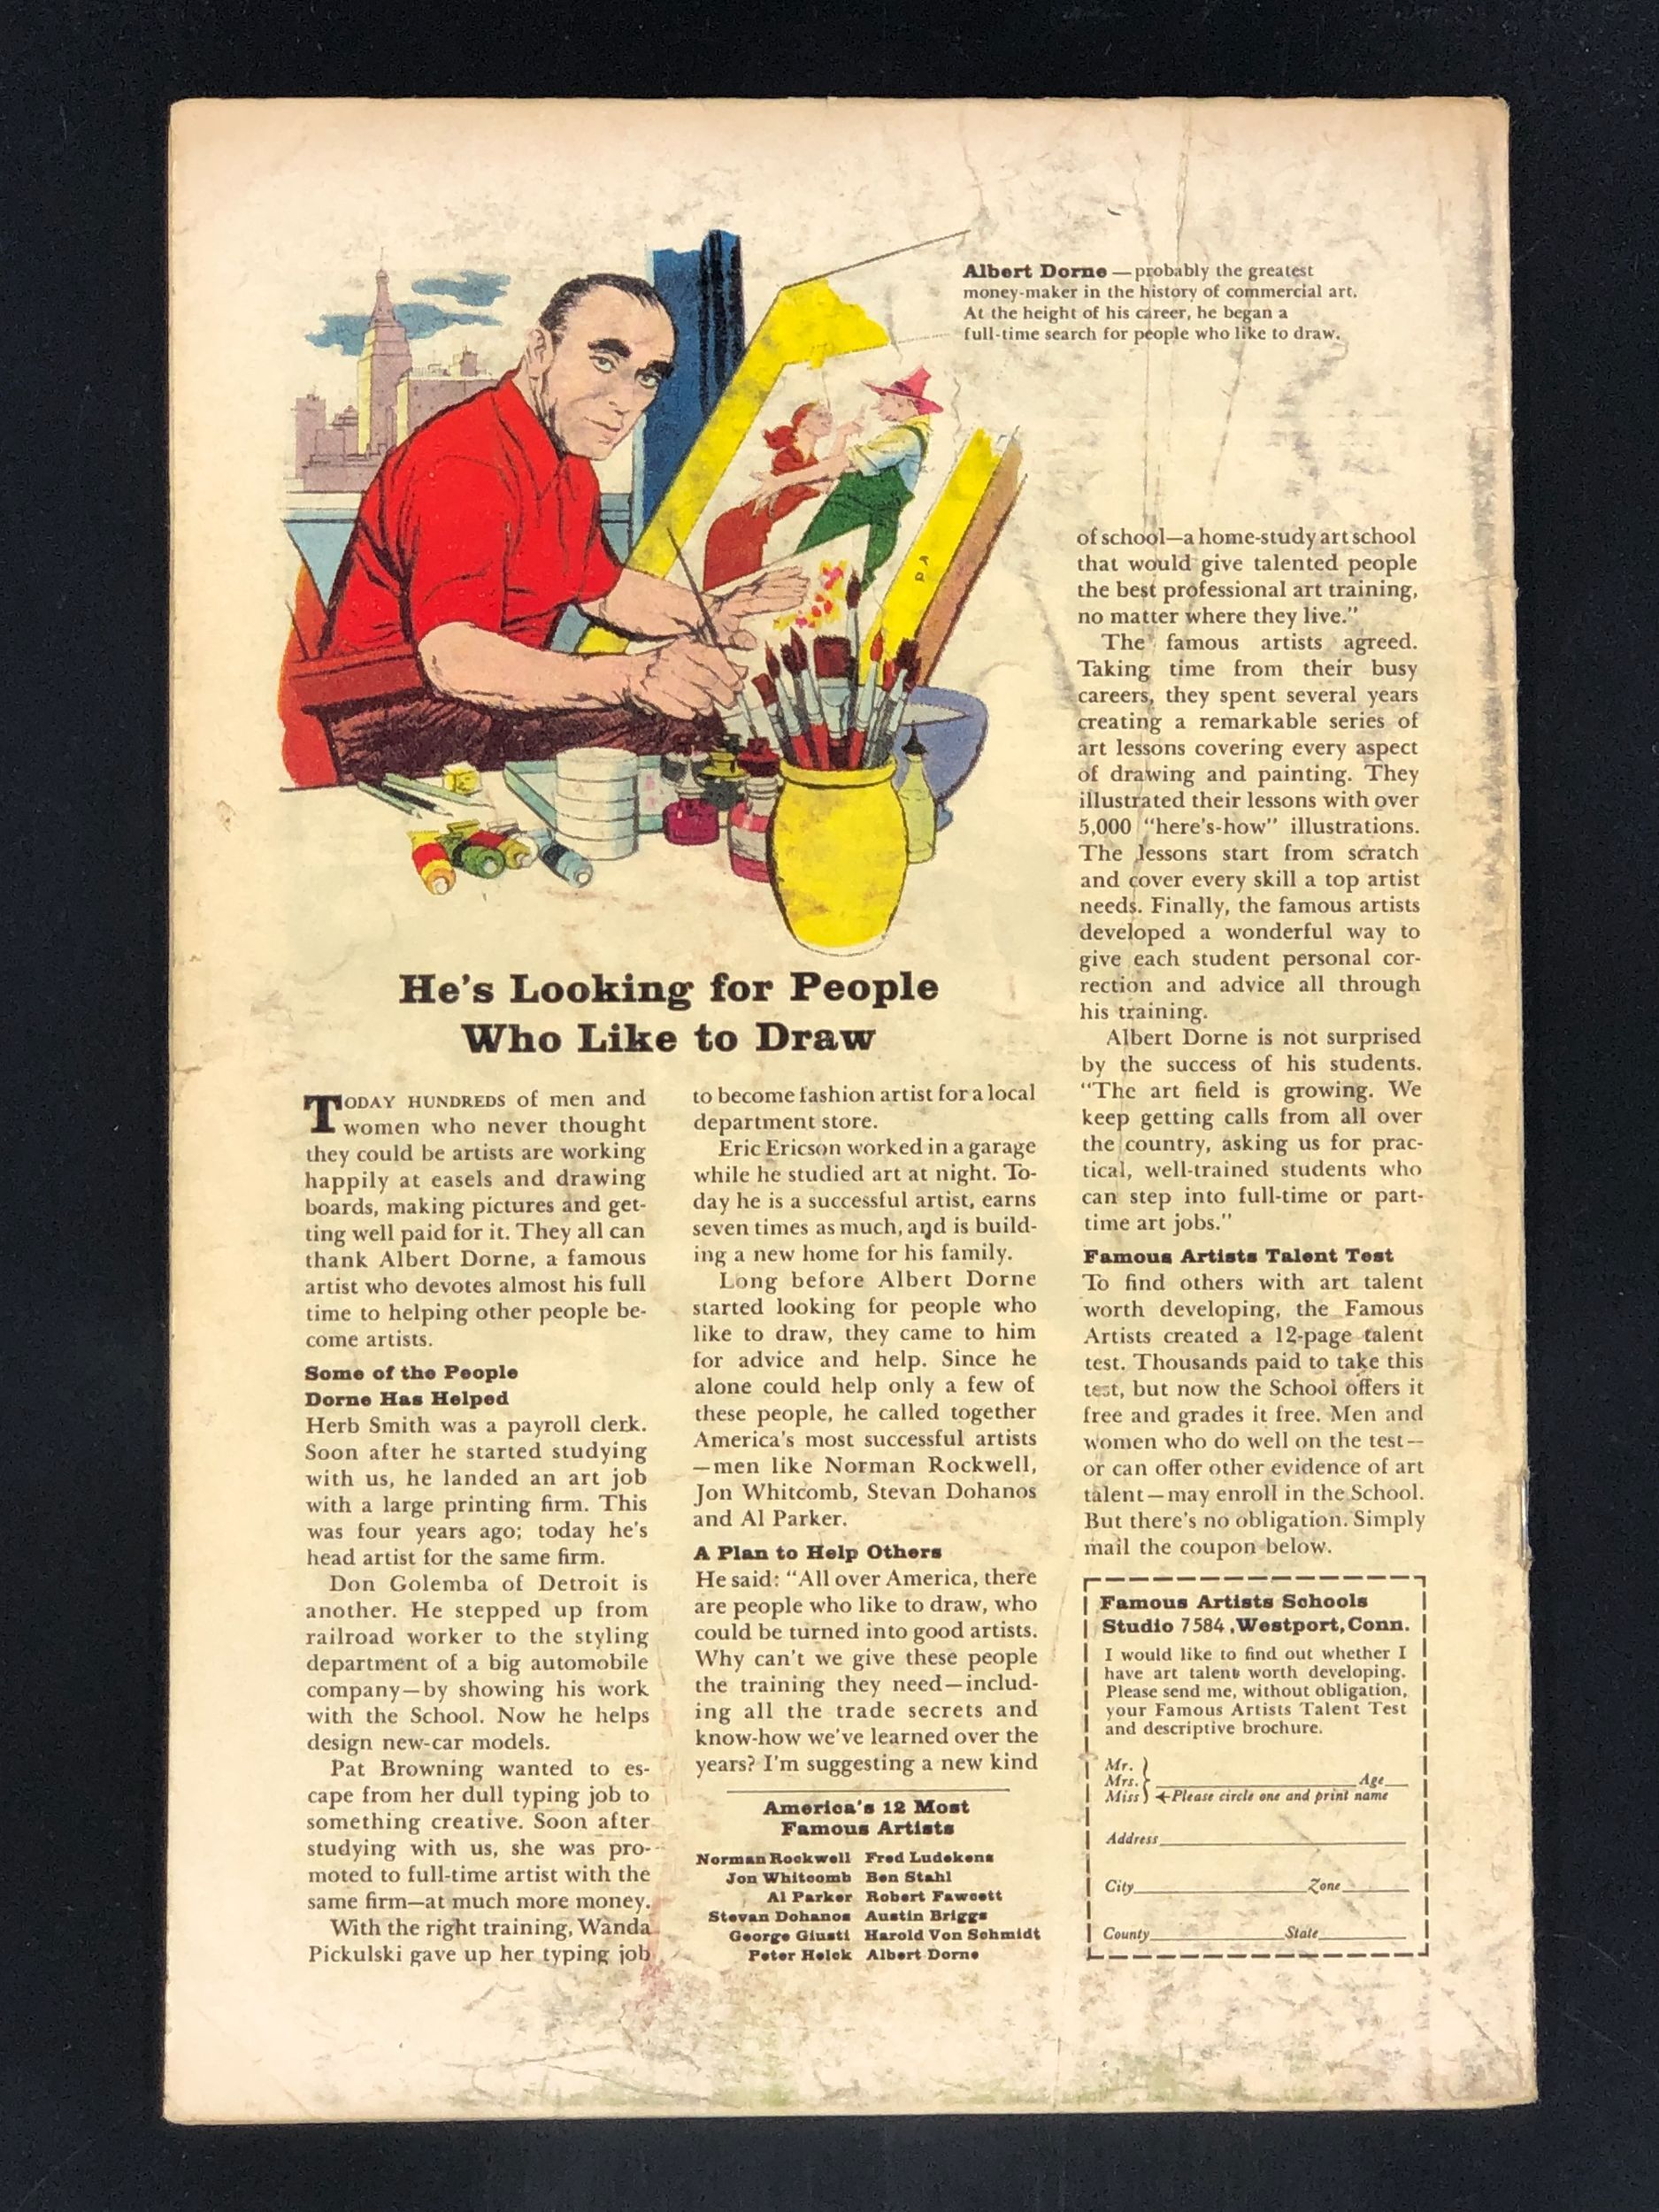 Albert Dorne — probably the greatest
money-maker in the history of commercial art.
At the height of his career, he began a
full-time search for people who like to draw.
He's Looking for People
Who Like to Draw
TODAY HUNDREDS of men and
women who never thought
they could be artists are working
happily at easels and drawing
boards, making pictures and get-
ting well paid for it. They all can
thank Albert Dorne, a famous
artist who devotes almost his full
time to helping other people be-
come artists.
Some of the People
Dorne Has Helped
Herb Smith was a payroll clerk.
Soon after he started studying
with us, he landed an art job
with a large printing firm. This
was four years ago; today he's
head artist for the same firm.
Don Golemba of Detroit is
another. He stepped up from
railroad worker to the styling
department of a big automobile
company—by showing his work
with the School. Now he helps
design new-car models.
Pat Browning wanted to es-
cape from her dull typing job to
something creative. Soon after
studying with us, she was pro-
moted to full-time artist with the
same firm—at much more money.
With the right training, Wanda
Pickulski gave up her typing job
to become fashion artist for a local
department store.
Eric Ericson worked in a garage
while he studied art at night. To-
day he is a successful artist, earns
seven times as much, and is build-
ing a new home for his family.
Long before Albert Dorne
started looking for people who
like to draw, they came to him
for advice and help. Since he
alone could help only a few of
these people, he called together
America's most successful artists
—men like Norman Rockwell,
Jon Whitcomb, Stevan Dohanos
and Al Parker.
A Plan to Help Others
He said: "All over America, there
are people who like to draw, who
could be turned into good artists.
Why can't we give these people
the training they need—includ-
ing all the trade secrets and
know-how we've learned over the
years? I'm suggesting a new kind
America's 12 Most
Famous Artists
Norman Rockwell Fred Ludekens
Jon Whitcomb Ben Stahl
Al Parker Robert Fawcett
Stevan Dohanos Austin Briggs
George Giusti Harold Von Schmidt
Peter Helck Albert Dorne
of school—a home-study art school
that would give talented people
the best professional art training,
no matter where they live."
The famous artists agreed.
Taking time from their busy
careers, they spent several years
creating a remarkable series of
art lessons covering every aspect
of drawing and painting. They
illustrated their lessons with over
5,000 "here's-how" illustrations.
The lessons start from scratch
and cover every skill a top artist
needs. Finally, the famous artists
developed a wonderful way to
give each student personal cor-
rection and advice all through
his training.
Albert Dorne is not surprised
by the success of his students.
"The art field is growing. We
keep getting calls from all over
the country, asking us for prac-
tical, well-trained students who
can step into full-time or part-
time art jobs."
Famous Artists Talent Test
To find others with art talent
worth developing, the Famous
Artists created a 12-page talent
test. Thousands paid to take this
test, but now the School offers it
free and grades it free. Men and
women who do well on the test—
or can offer other evidence of art
talent—may enroll in the School.
But there's no obligation. Simply
mail the coupon below.
Famous Artists Schools
Studio 7584, Westport, Conn.
I would like to find out whether I
have art talent worth developing.
Please send me, without obligation,
your Famous Artists Talent Test
and descriptive brochure.
Mr.
Mrs. Age
Miss Please circle one and print name
Address
City Zone
County State